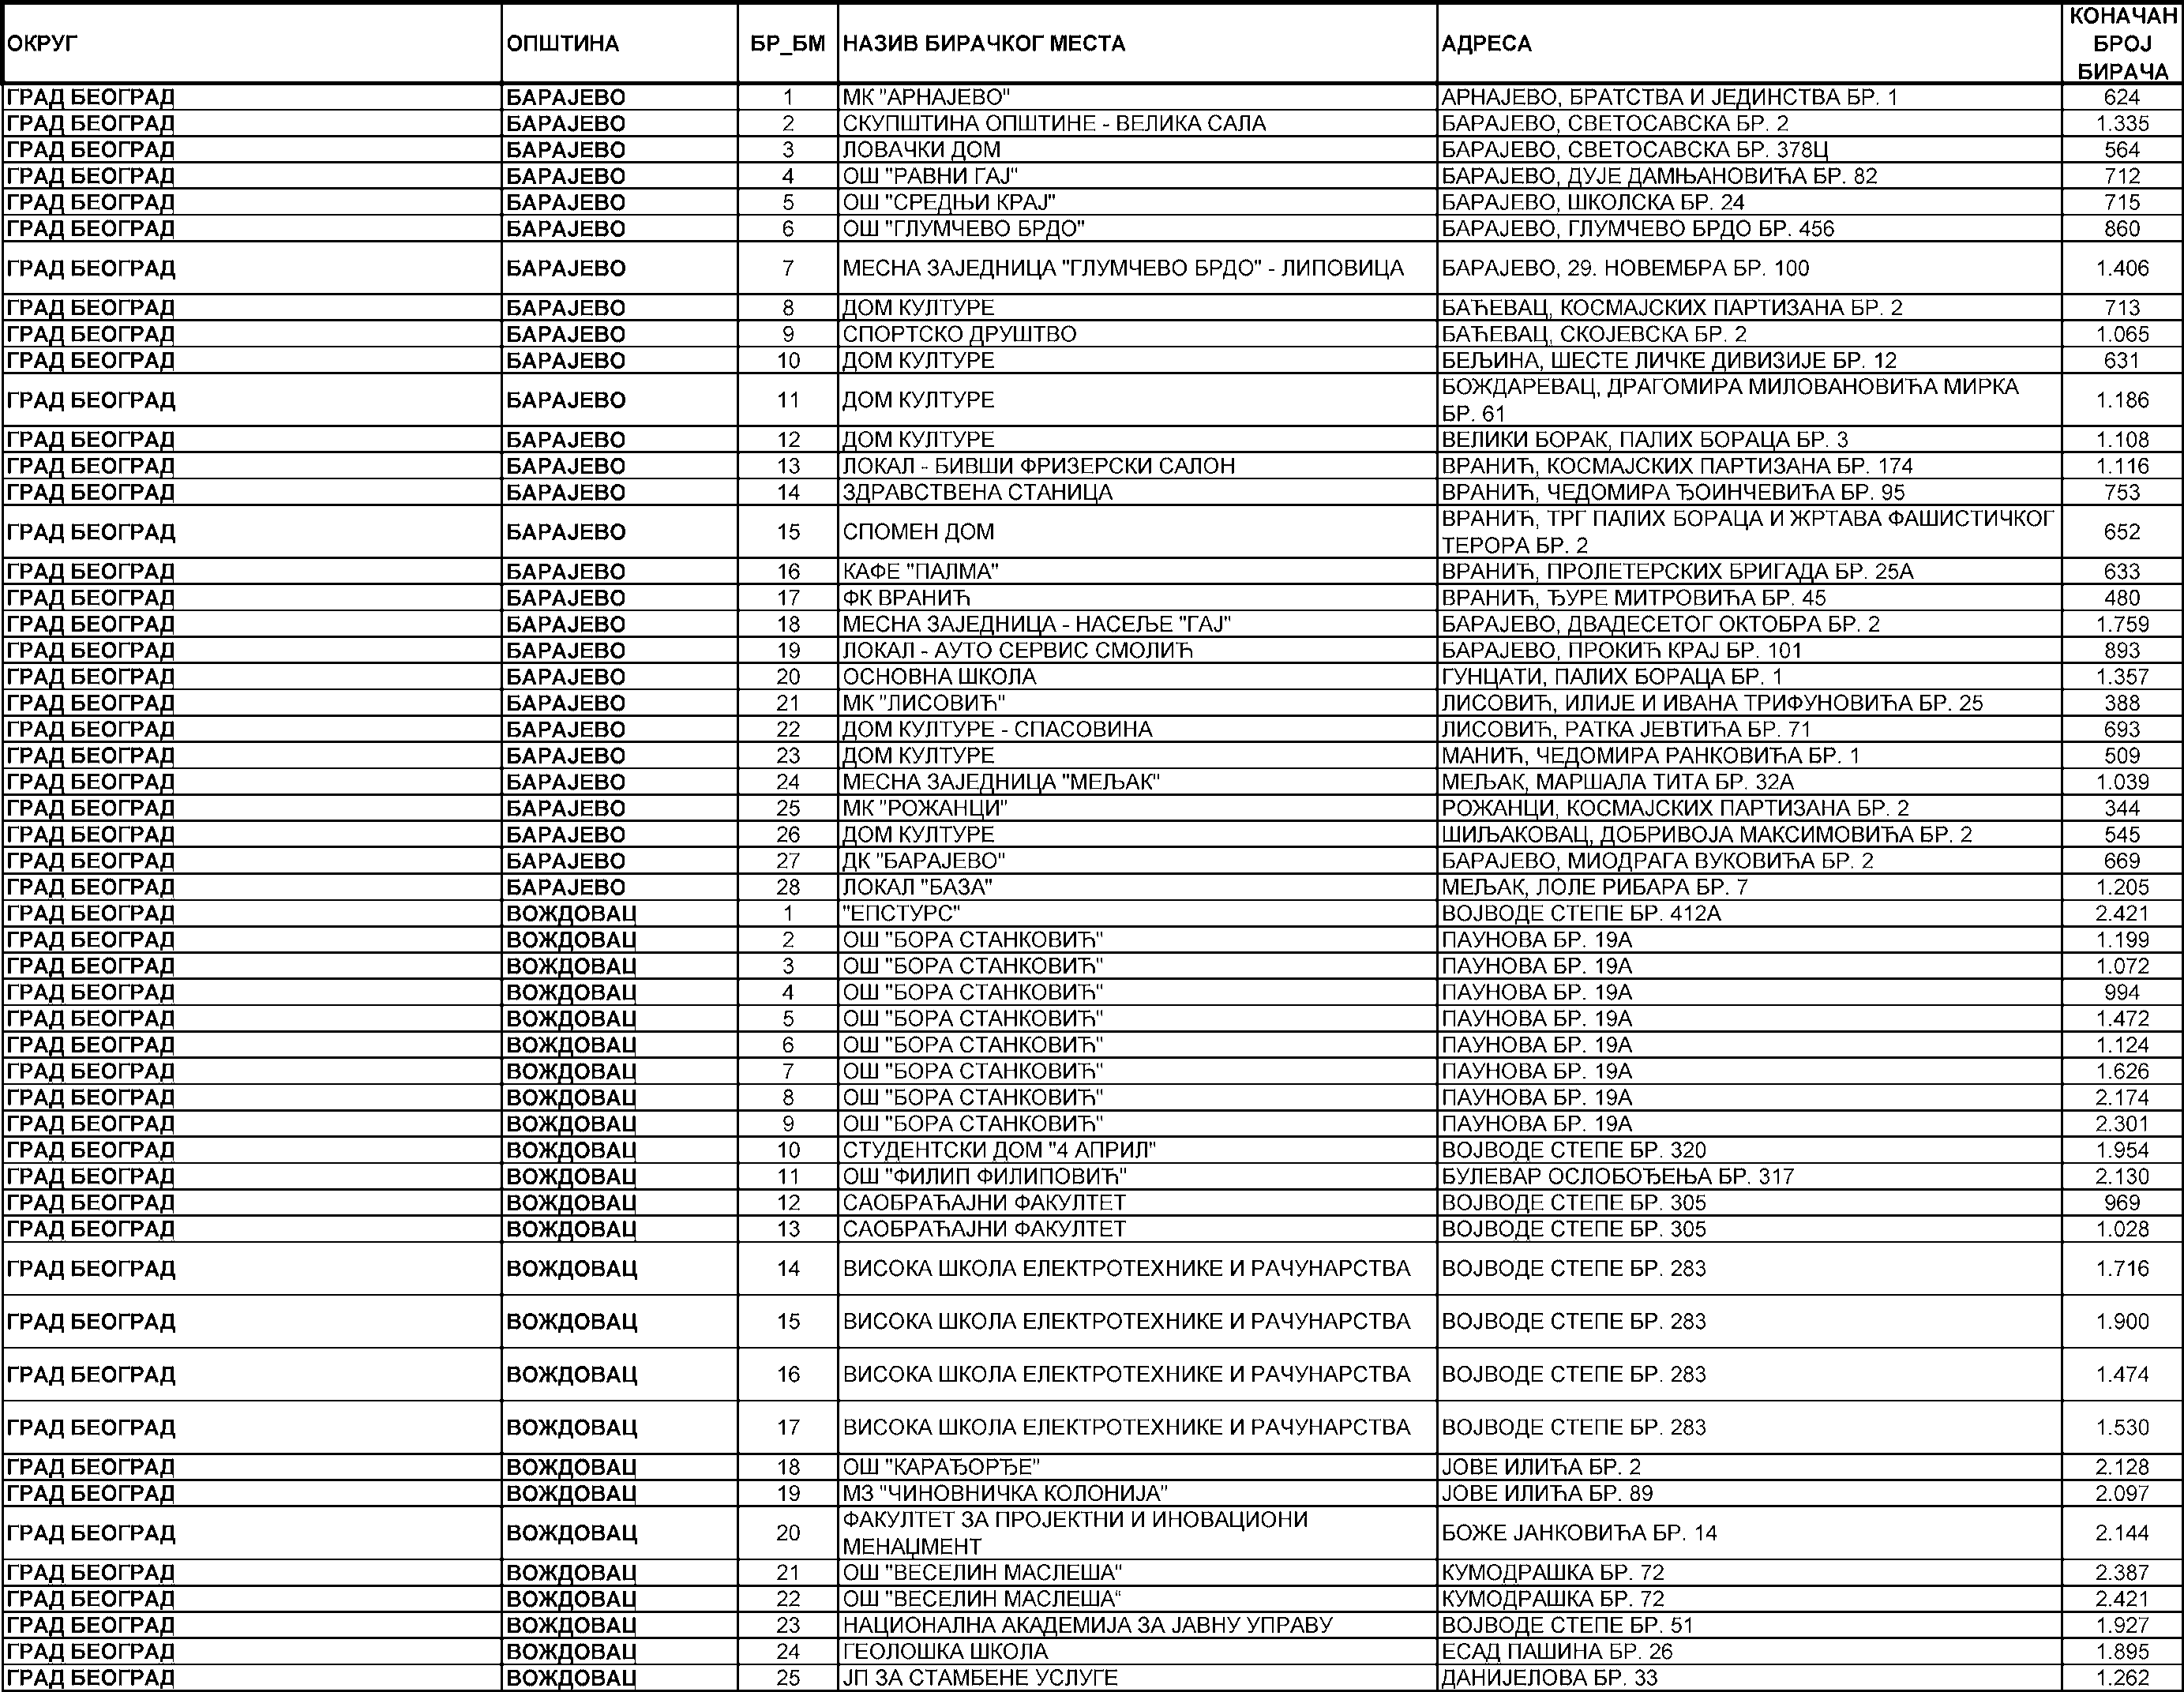 ОКРУГ ОПШТИНА БР_БМ НАЗИВ БИРАЧКОГ МЕСТА АДРЕСА КОНАЧАН БРОЈ БИРАЧА
ГРАД БЕОГРАД БАРАЈЕВО 1 МК "АРНАЈЕВО" АРНАЈЕВО, БРАТСТВА И ЈЕДИНСТВА БР. 1 624
ГРАД БЕОГРАД БАРАЈЕВО 2 СКУПШТИНА ОПШТИНЕ - ВЕЛИКА САЛА БАРАЈЕВО, СВЕТОСАВСКА БР. 2 1.335
ГРАД БЕОГРАД БАРАЈЕВО 3 ЛОВАЧКИ ДОМ БАРАЈЕВО, СВЕТОСАВСКА БР. 378Ц 564
ГРАД БЕОГРАД БАРАЈЕВО 4 ОШ "РАВНИ ГАЈ" БАРАЈЕВО, ДУЈЕ ДАМЊАНОВИЋА БР. 82 712
ГРАД БЕОГРАД БАРАЈЕВО 5 ОШ "СРЕДЊИ КРАЈ" БАРАЈЕВО, ШКОЛСКА БР. 24 715
ГРАД БЕОГРАД БАРАЈЕВО 6 ОШ "ГЛУМЧЕВО БРДО" БАРАЈЕВО, ГЛУМЧЕВО БРДО БР. 456 860
ГРАД БЕОГРАД БАРАЈЕВО 7 МЕСНА ЗАЈЕДНИЦА "ГЛУМЧЕВО БРДО" - ЛИПОВИЦА БАРАЈЕВО, 29. НОВЕМБРА БР. 100 1.406
ГРАД БЕОГРАД БАРАЈЕВО 8 ДОМ КУЛТУРЕ БАЋЕВАЦ, КОСМАЈСКИХ ПАРТИЗАНА БР. 2 713
ГРАД БЕОГРАД БАРАЈЕВО 9 СПОРТСКО ДРУШТВО БАЋЕВАЦ, СКОЈЕВСКА БР. 2 1.065
ГРАД БЕОГРАД БАРАЈЕВО 10 ДОМ КУЛТУРЕ БЕЉИНА, ШЕСТЕ ЛИЧКЕ ДИВИЗИЈЕ БР. 12 631
ГРАД БЕОГРАД БАРАЈЕВО 11 ДОМ КУЛТУРЕ БОЖДАРЕВАЦ, ДРАГОМИРА МИЛОВАНОВИЋА МИРКА
БР. 61 1.186
ГРАД БЕОГРАД БАРАЈЕВО 12 ДОМ КУЛТУРЕ ВЕЛИКИ БОРАК, ПАЛИХ БОРАЦА БР. 3 1.108
ГРАД БЕОГРАД БАРАЈЕВО 13 ЛОКАЛ - БИВШИ ФРИЗЕРСКИ САЛОН ВРАНИЋ, КОСМАЈСКИХ ПАРТИЗАНА БР. 174 1.116
ГРАД БЕОГРАД БАРАЈЕВО 14 ЗДРАВСТВЕНА СТАНИЦА ВРАНИЋ, ЧЕДОМИРА ЂОИНЧЕВИЋА БР. 95 753
ГРАД БЕОГРАД БАРАЈЕВО 15 СПОМЕН ДОМ ВРАНИЋ, ТРГ ПАЛИХ БОРАЦА И ЖРТАВА ФАШИСТИЧКОГ
ТЕРОРА БР. 2 652
ГРАД БЕОГРАД БАРАЈЕВО 16 КАФЕ "ПАЛМА" ВРАНИЋ, ПРОЛЕТЕРСКИХ БРИГАДА БР. 25А 633
ГРАД БЕОГРАД БАРАЈЕВО 17 ФК ВРАНИЋ ВРАНИЋ, ЂУРЕ МИТРОВИЋА БР. 45 480
ГРАД БЕОГРАД БАРАЈЕВО 18 МЕСНА ЗАЈЕДНИЦА - НАСЕЉЕ "ГАЈ" БАРАЈЕВО, ДВАДЕСЕТОГ ОКТОБРА БР. 2 1.759
ГРАД БЕОГРАД БАРАЈЕВО 19 ЛОКАЛ - АУТО СЕРВИС СМОЛИЋ БАРАЈЕВО, ПРОКИЋ КРАЈ БР. 101 893
ГРАД БЕОГРАД БАРАЈЕВО 20 ОСНОВНА ШКОЛА ГУНЦАТИ, ПАЛИХ БОРАЦА БР. 1 1.357
ГРАД БЕОГРАД БАРАЈЕВО 21 МК "ЛИСОВИЋ" ЛИСОВИЋ, ИЛИЈЕ И ИВАНА ТРИФУНОВИЋА БР. 25 388
ГРАД БЕОГРАД БАРАЈЕВО 22 ДОМ КУЛТУРЕ - СПАСОВИНА ЛИСОВИЋ, РАТКА ЈЕВТИЋА БР. 71 693
ГРАД БЕОГРАД БАРАЈЕВО 23 ДОМ КУЛТУРЕ МАНИЋ, ЧЕДОМИРА РАНКОВИЋА БР. 1 509
ГРАД БЕОГРАД БАРАЈЕВО 24 МЕСНА ЗАЈЕДНИЦА "МЕЉАК" МЕЉАК, МАРШАЛА ТИТА БР. 32А 1.039
ГРАД БЕОГРАД БАРАЈЕВО 25 МК "РОЖАНЦИ" РОЖАНЦИ, КОСМАЈСКИХ ПАРТИЗАНА БР. 2 344
ГРАД БЕОГРАД БАРАЈЕВО 26 ДОМ КУЛТУРЕ ШИЉАКОВАЦ, ДОБРИВОЈА МАКСИМОВИЋА БР. 2 545
ГРАД БЕОГРАД БАРАЈЕВО 27 ДК "БАРАЈЕВО" БАРАЈЕВО, МИОДРАГА ВУКОВИЋА БР. 2 669
ГРАД БЕОГРАД БАРАЈЕВО 28 ЛОКАЛ "БАЗА" МЕЉАК, ЛОЛЕ РИБАРА БР. 7 1.205
ГРАД БЕОГРАД ВОЖДОВАЦ 1 "ЕПСТУРС" ВОЈВОДЕ СТЕПЕ БР. 412А 2.421
ГРАД БЕОГРАД ВОЖДОВАЦ 2 ОШ "БОРА СТАНКОВИЋ" ПАУНОВА БР. 19А 1.199
ГРАД БЕОГРАД ВОЖДОВАЦ 3 ОШ "БОРА СТАНКОВИЋ" ПАУНОВА БР. 19А 1.072
ГРАД БЕОГРАД ВОЖДОВАЦ 4 ОШ "БОРА СТАНКОВИЋ" ПАУНОВА БР. 19А 994
ГРАД БЕОГРАД ВОЖДОВАЦ 5 ОШ "БОРА СТАНКОВИЋ" ПАУНОВА БР. 19А 1.472
ГРАД БЕОГРАД ВОЖДОВАЦ 6 ОШ "БОРА СТАНКОВИЋ" ПАУНОВА БР. 19А 1.124
ГРАД БЕОГРАД ВОЖДОВАЦ 7 ОШ "БОРА СТАНКОВИЋ" ПАУНОВА БР. 19А 1.626
ГРАД БЕОГРАД ВОЖДОВАЦ 8 ОШ "БОРА СТАНКОВИЋ" ПАУНОВА БР. 19А 2.174
ГРАД БЕОГРАД ВОЖДОВАЦ 9 ОШ "БОРА СТАНКОВИЋ" ПАУНОВА БР. 19А 2.301
ГРАД БЕОГРАД ВОЖДОВАЦ 10 СТУДЕНТСКИ ДОМ "4 АПРИЛ" ВОЈВОДЕ СТЕПЕ БР. 320 1.954
ГРАД БЕОГРАД ВОЖДОВАЦ 11 ОШ "ФИЛИП ФИЛИПОВИЋ" БУЛЕВАР ОСЛОБОЂЕЊА БР. 317 2.130
ГРАД БЕОГРАД ВОЖДОВАЦ 12 САОБРАЋАЈНИ ФАКУЛТЕТ ВОЈВОДЕ СТЕПЕ БР. 305 969
ГРАД БЕОГРАД ВОЖДОВАЦ 13 САОБРАЋАЈНИ ФАКУЛТЕТ ВОЈВОДЕ СТЕПЕ БР. 305 1.028
ГРАД БЕОГРАД ВОЖДОВАЦ 14 ВИСОКА ШКОЛА ЕЛЕКТРОТЕХНИКЕ И РАЧУНАРСТВА ВОЈВОДЕ СТЕПЕ БР. 283 1.716
ГРАД БЕОГРАД ВОЖДОВАЦ 15 ВИСОКА ШКОЛА ЕЛЕКТРОТЕХНИКЕ И РАЧУНАРСТВА ВОЈВОДЕ СТЕПЕ БР. 283 1.900
ГРАД БЕОГРАД ВОЖДОВАЦ 16 ВИСОКА ШКОЛА ЕЛЕКТРОТЕХНИКЕ И РАЧУНАРСТВА ВОЈВОДЕ СТЕПЕ БР. 283 1.474
ГРАД БЕОГРАД ВОЖДОВАЦ 17 ВИСОКА ШКОЛА ЕЛЕКТРОТЕХНИКЕ И РАЧУНАРСТВА ВОЈВОДЕ СТЕПЕ БР. 283 1.530
ГРАД БЕОГРАД ВОЖДОВАЦ 18 ОШ "КАРАЂОРЂЕ" ЈОВЕ ИЛИЋА БР. 2 2.128
ГРАД БЕОГРАД ВОЖДОВАЦ 19 МЗ "ЧИНОВНИЧКА КОЛОНИЈА" ЈОВЕ ИЛИЋА БР. 89 2.097
ГРАД БЕОГРАД ВОЖДОВАЦ 20 ФАКУЛТЕТ ЗА ПРОЈЕКТНИ И ИНОВАЦИОНИ
МЕНАЏМЕНТ БОЖЕ ЈАНКОВИЋА БР. 14 2.144
ГРАД БЕОГРАД ВОЖДОВАЦ 21 ОШ "ВЕСЕЛИН МАСЛЕША" КУМОДРАШКА БР. 72 2.387
ГРАД БЕОГРАД ВОЖДОВАЦ 22 ОШ "ВЕСЕЛИН МАСЛЕША“ КУМОДРАШКА БР. 72 2.421
ГРАД БЕОГРАД ВОЖДОВАЦ 23 НАЦИОНАЛНА АКАДЕМИЈА ЗА ЈАВНУ УПРАВУ ВОЈВОДЕ СТЕПЕ БР. 51 1.927
ГРАД БЕОГРАД ВОЖДОВАЦ 24 ГЕОЛОШКА ШКОЛА ЕСАД ПАШИНА БР. 26 1.895
ГРАД БЕОГРАД ВОЖДОВАЦ 25 ЈП ЗА СТАМБЕНЕ УСЛУГЕ ДАНИЈЕЛОВА БР. 33 1.262